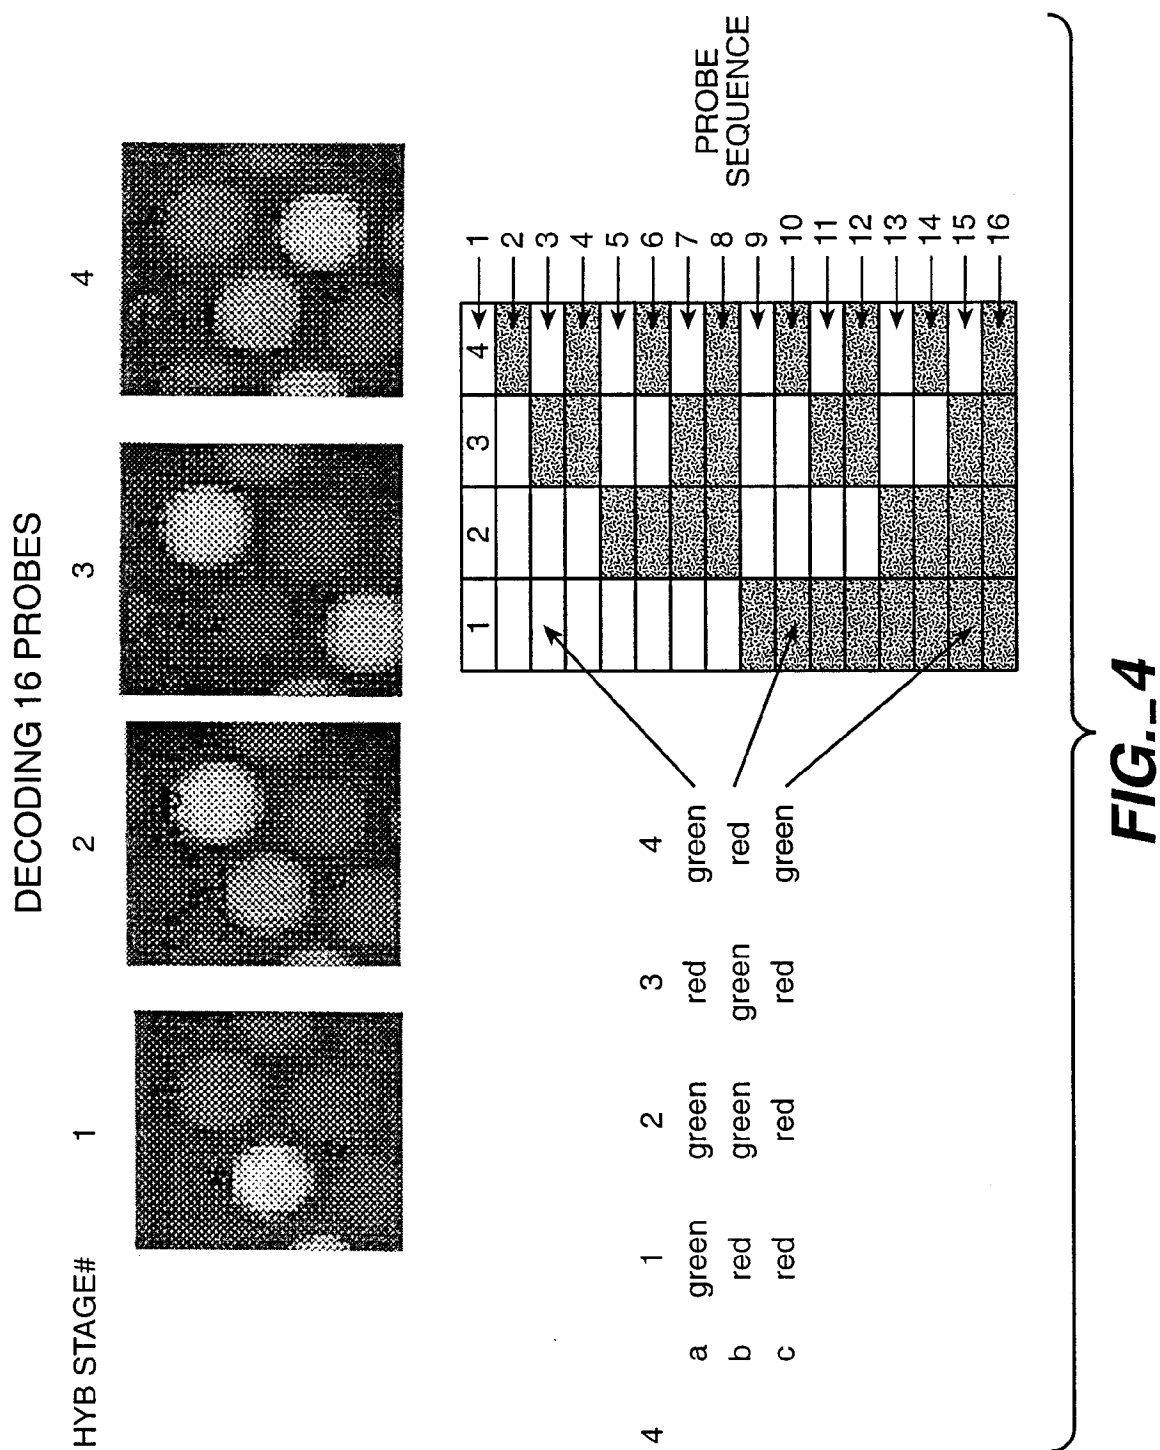 DECODING 16 PROBES
HYB STAGE# 1 2 3 4
4 1 2 3 4
a green green red green
b red green green red
c red red red green
1 2 3 4
1
2
3
4
5
6
7
8
9
10
11
12
13
14
15
16
PROBE
SEQUENCE
FIG._4